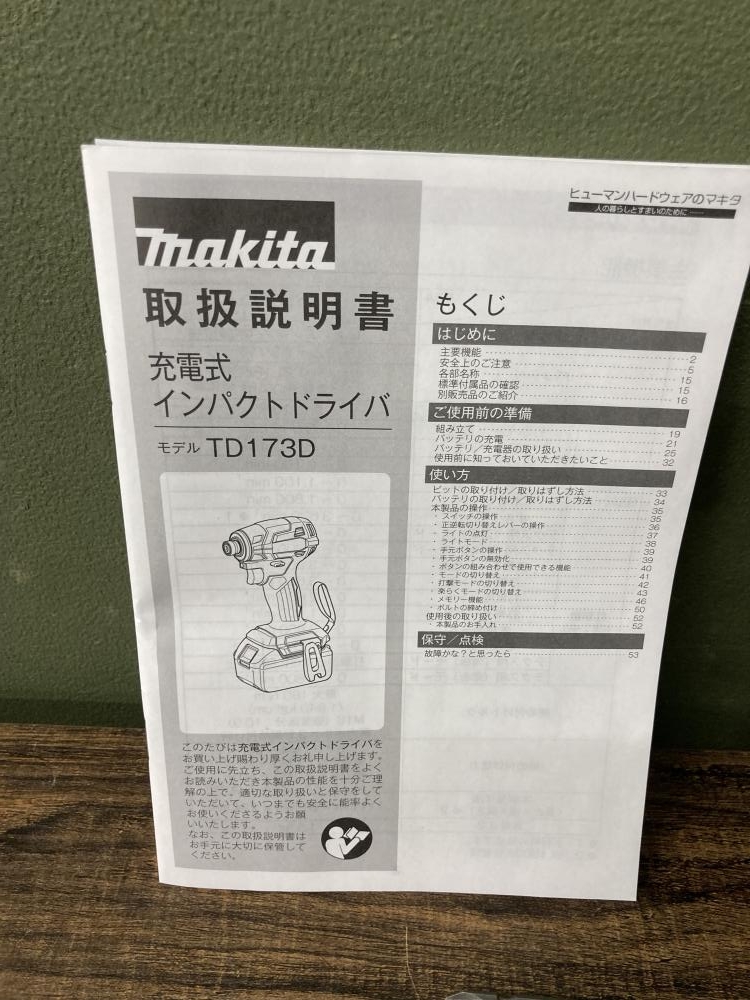 makita
取扱説明書
充電式
インパクトドライバ
モデル TD173D
このたびは充電式インパクトドライバを
お買い上げ賜わり厚くお礼申し上げます。
ご使用に先立ち、この取扱説明書をよく
お読みいただき本製品の性能を十分ご理
解の上で、適切な取り扱いと保守をして
いただいて、いつまでも安全に能率よく
お使いくださるようお願
いいたします。
なお、この取扱説明書は
お手元に大切に保管して
ください。
ヒューマンハードウェアのマキタ
人の暮らしとすまいのために
もくじ
はじめに
主要機能 2
安全上のご注意 5
各部名称 15
標準付属品の確認 15
別販売品のご紹介 16
ご使用前の準備
組み立て 19
バッテリの充電 21
バッテリ／充電器の取り扱い 25
使用前に知っておいていただきたいこと 32
使い方
ビットの取り付け／取りはずし方法 33
バッテリの取り付け／取りはずし方法 34
本製品の操作 35
・スイッチの操作 35
・正逆転切り替えレバーの操作 36
・ライトの点灯 37
・ライトモード 38
・手元ボタンの操作 39
・手元ボタンの無効化 39
・ボタンの組み合わせで使用できる機能 40
・モードの切り替え 41
・打撃モードの切り替え 42
・楽らくモードの切り替え 43
・メモリー機能 46
・ボルトの締め付け 50
使用後の取り扱い 52
・本製品のお手入れ 52
保守／点検
故障かな？と思ったら 53